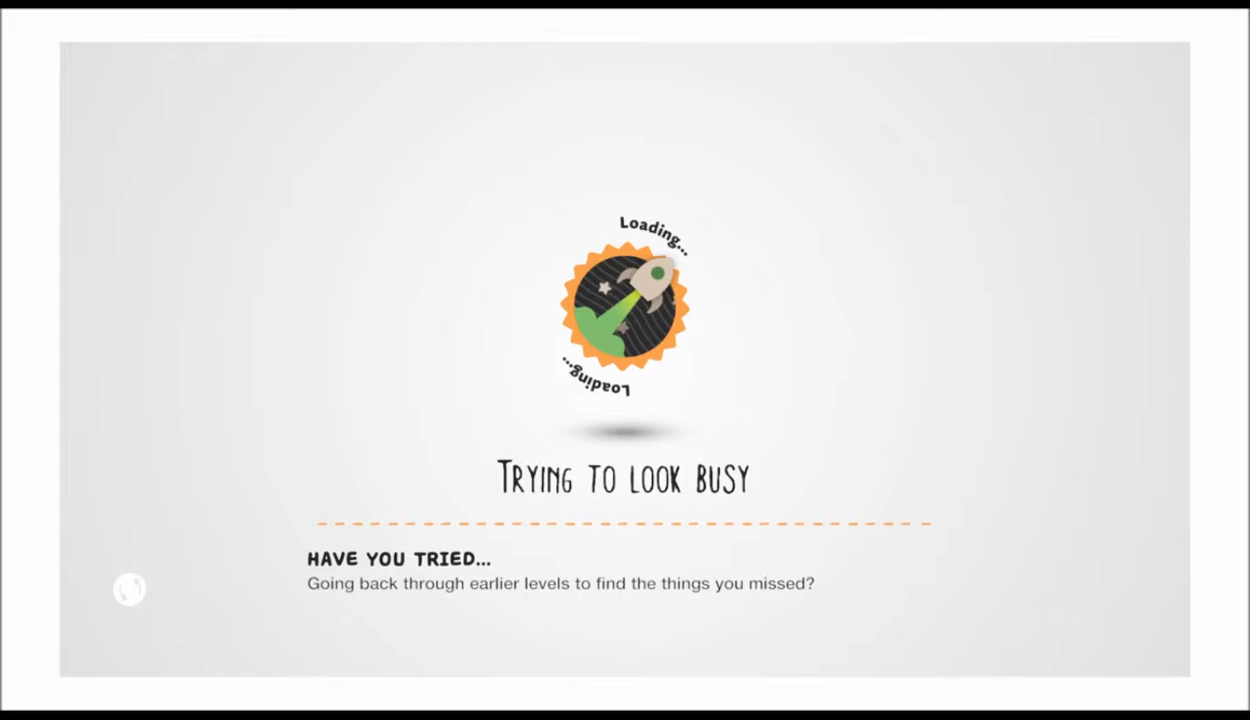 Loading...
Loading...
Trying to look busy
HAVE YOU TRIED...
Going back through earlier levels to find the things you missed?